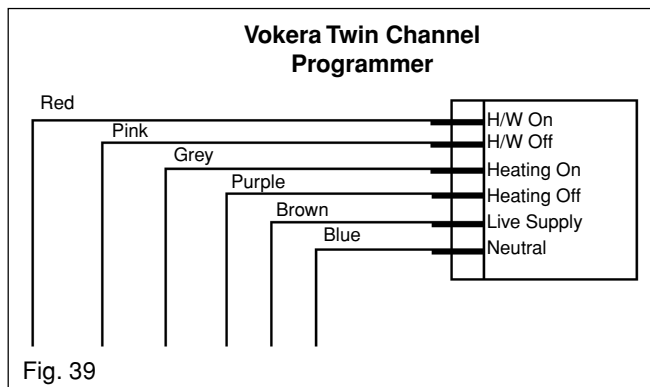 Vokera Twin Channel
Programmer
Red
H/W On
Pink
H/W Off
Grey
Heating On
Purple
Heating Off
Brown
Live Supply
Blue
Neutral
Fig. 39